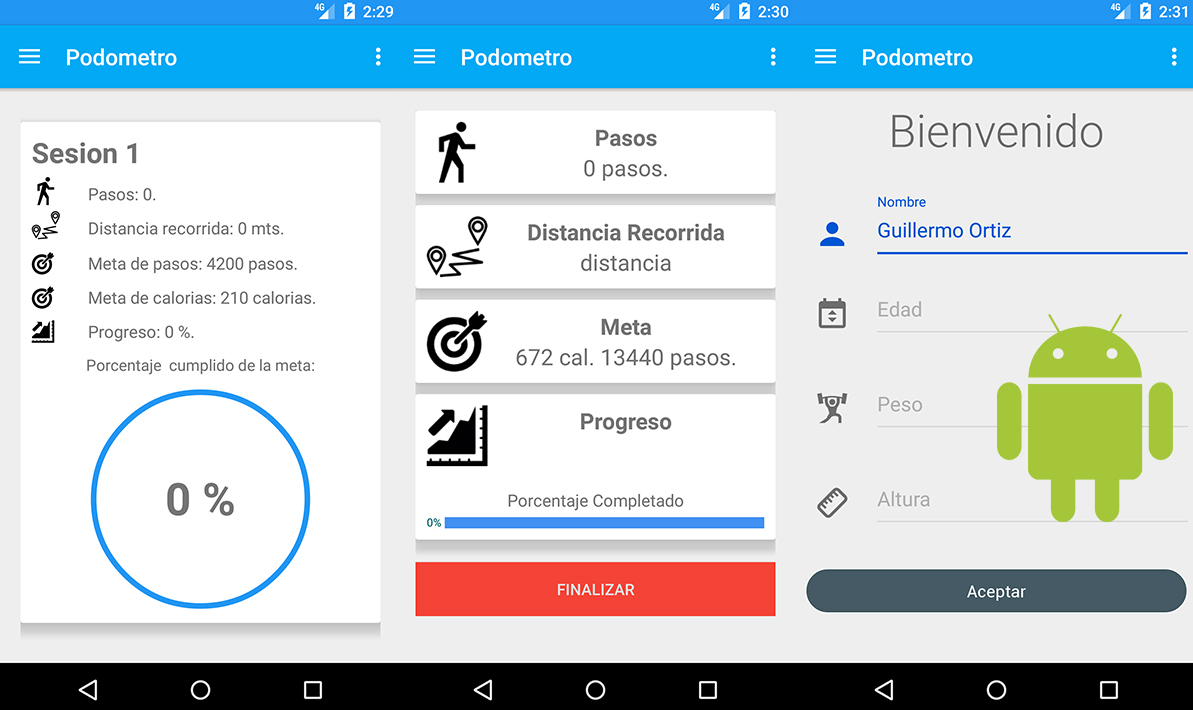 4G 2:29
Podometro
Sesion 1
Pasos: 0.
Distancia recorrida: 0 mts.
Meta de pasos: 4200 pasos.
Meta de calorias: 210 calorias.
Progreso: 0 %.
Porcentaje  cumplido de la meta:
0 %
4G 2:30
Podometro
Pasos
0 pasos.
Distancia Recorrida
distancia
Meta
672 cal. 13440 pasos.
Progreso
Porcentaje Completado
0%
FINALIZAR
4G 2:31
Podometro
Bienvenido
Nombre
Guillermo Ortiz
Edad
Peso
Altura
Aceptar